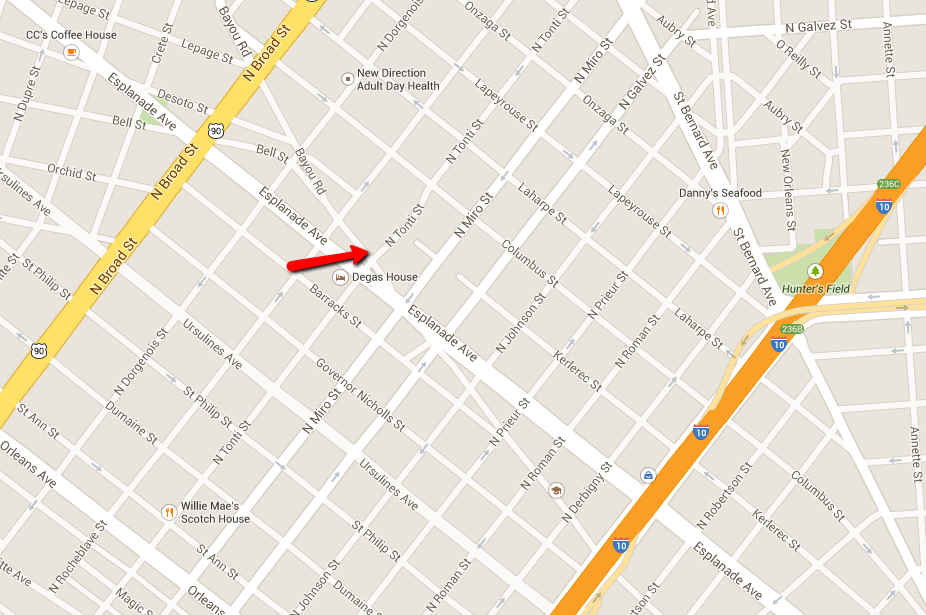 CC's Coffee House
Lepage St
Crete St
Lepage St
Bayou Rd
N Dorgenois St
Onzaga St
N Tonti St
N Miro St
N Galvez St
Aubry St
N Galvez St
O Reilly St
Annette St
N Dupre St
Esplanade Ave
Desoto St
Bell St
N Broad St
90
New Direction
Adult Day Health
Lapeyrouse St
Onzaga St
St Bernard Ave
Aubry St
Bell St
Bayou Rd
N Tonti St
New Orleans St
Orchid St
N Broad St
Ursulines Ave
Esplanade Ave
N Tonti St
N Miro St
Laharpe St
Lapeyrouse St
Danny's Seafood
236C
10
St Philip St
N Broad St
Degas House
Columbus St
St Bernard Ave
Hunter's Field
Barracks St
Esplanade Ave
N Johnson St
N Prieur St
N Roman St
Laharpe St
236B
10
90
N Dorgenois St
Ursulines Ave
Governor Nicholls St
Kerlerec St
St Ann St
Dumaine St
St Philip St
N Tonti St
N Miro St
N Prieur St
10
Annette St
Orleans Ave
Willie Mae's
Scotch House
Ursulines Ave
N Roman St
N Derbigny St
N Robertson St
Columbus St
Kerlerec St
N Rocheblave St
St Ann St
St Philip St
10
Esplanade Ave
Magic St
Orleans
N Johnson St
Dumaine St
N Roman St